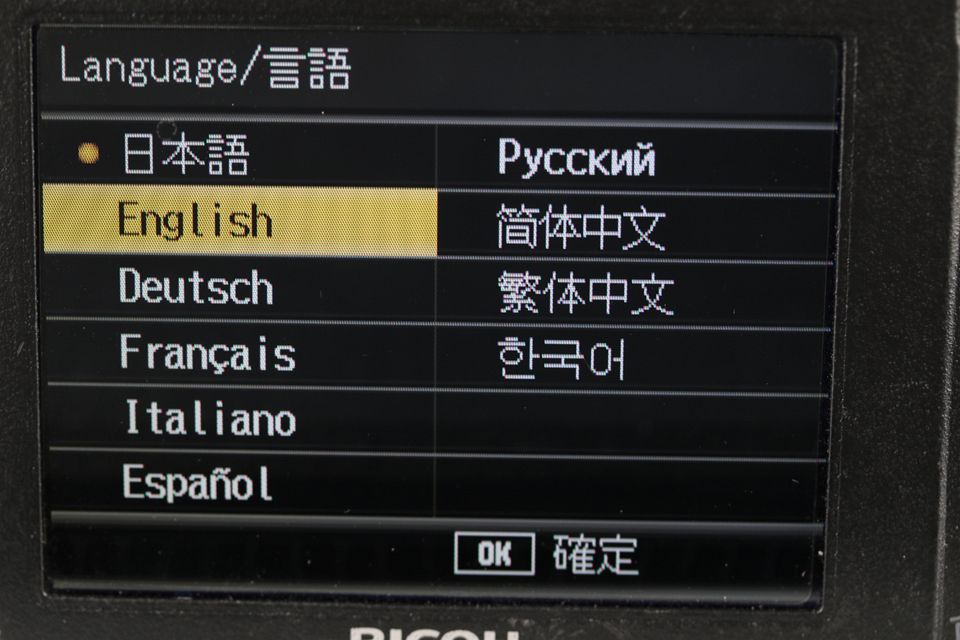 Language/言語
日本語
English
Deutsch
Français
Italiano
Español
Русский
简体中文
繁体中文
한국어
OK 確定
RICOH